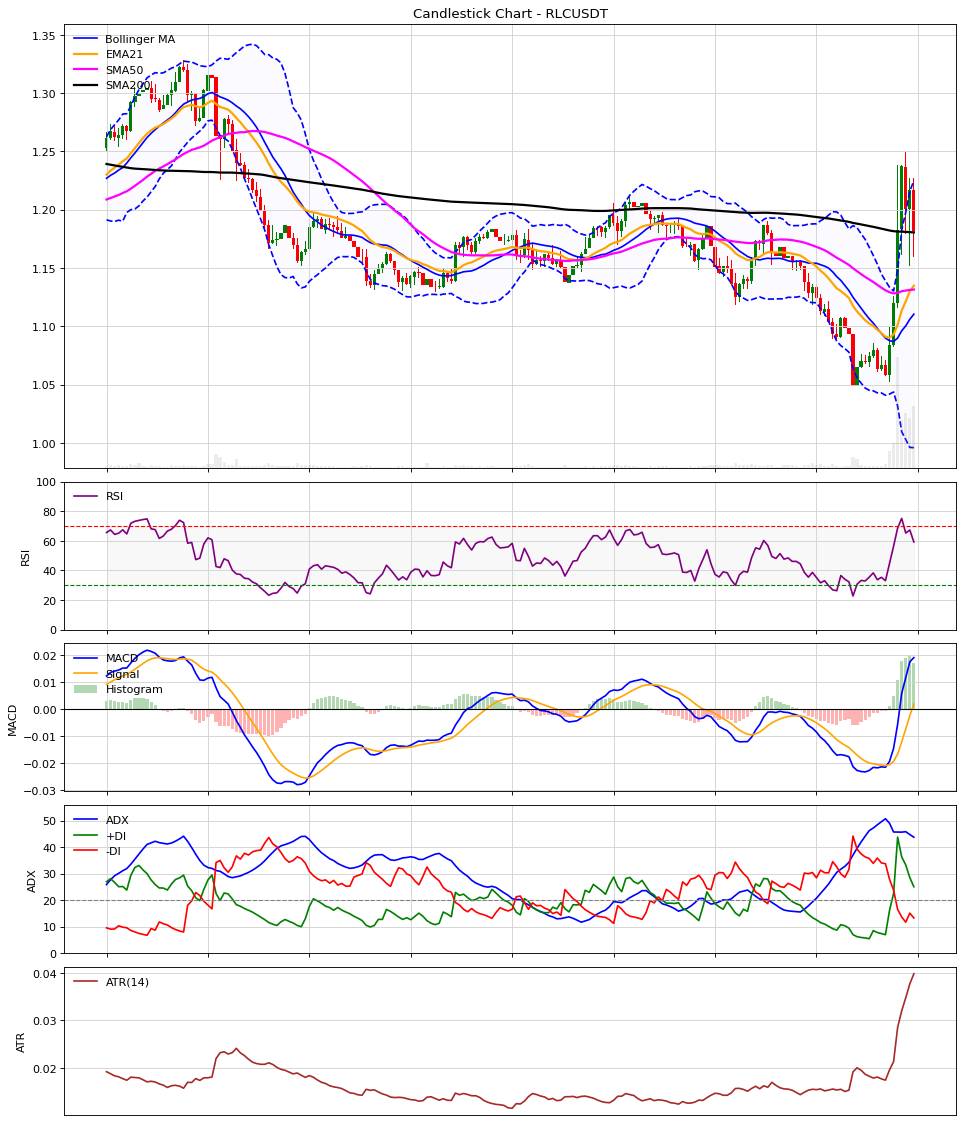 Candlestick Chart - RLCUSDT
Bollinger MA
EMA21
SMA50
SMA200
1.35
1.30
1.25
1.20
1.15
1.10
1.05
1.00
RSI
RSI
100
80
60
40
20
0
MACD
Signal
Histogram
MACD
0.02
0.01
0.00
−0.01
−0.02
−0.03
ADX
+DI
-DI
ADX
50
40
30
20
10
0
ATR(14)
ATR
0.04
0.03
0.02